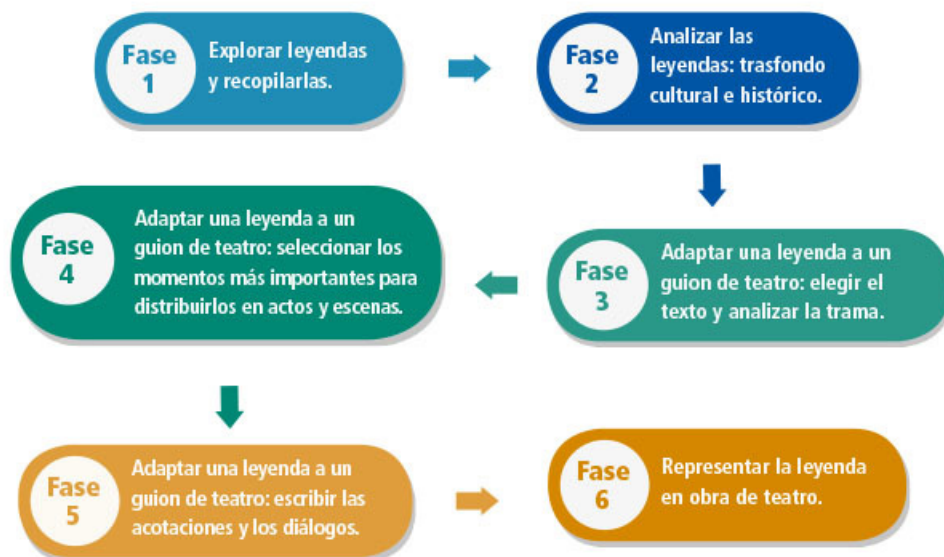 Fase
1
Explorar leyendas
y recopilarlas.
Fase
2
Analizar las
leyendas: trasfondo
cultural e histórico.
Fase
3
Adaptar una leyenda a un
guion de teatro: elegir el
texto y analizar la trama.
Fase
4
Adaptar una leyenda a un
guion de teatro: seleccionar los
momentos más importantes para
distribuirlos en actos y escenas.
Fase
5
Adaptar una leyenda a un
guion de teatro: escribir las
acotaciones y los diálogos.
Fase
6
Representar la leyenda
en obra de teatro.